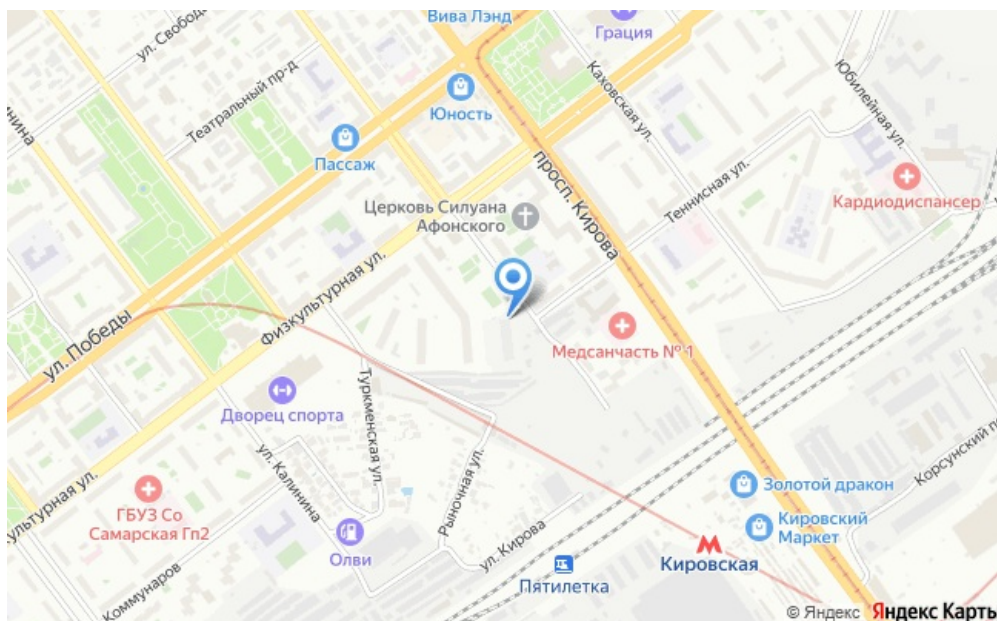 Вива Лэнд
Грация
ул. Свобод
Театральный пр-д
Юность
Пассаж
Каховская ул.
Юбилейная ул.
просп. Кирова
Теннисная ул.
Кардиодиспансер
Церковь Силуана
Афонского
Физкультурная ул.
ул. Победы
Медсанчасть № 1
Дворец спорта
Туркменская ул.
ул. Калинина
Рыночная ул.
ГБУЗ Со
Самарская Гп2
Олви
ул. Кирова
Коммунаров
Пятилетка
Кировская
Золотой дракон
Кировский
Маркет
Корсунский п
ультурная ул.
инина
© Яндекс Яндекс Карты